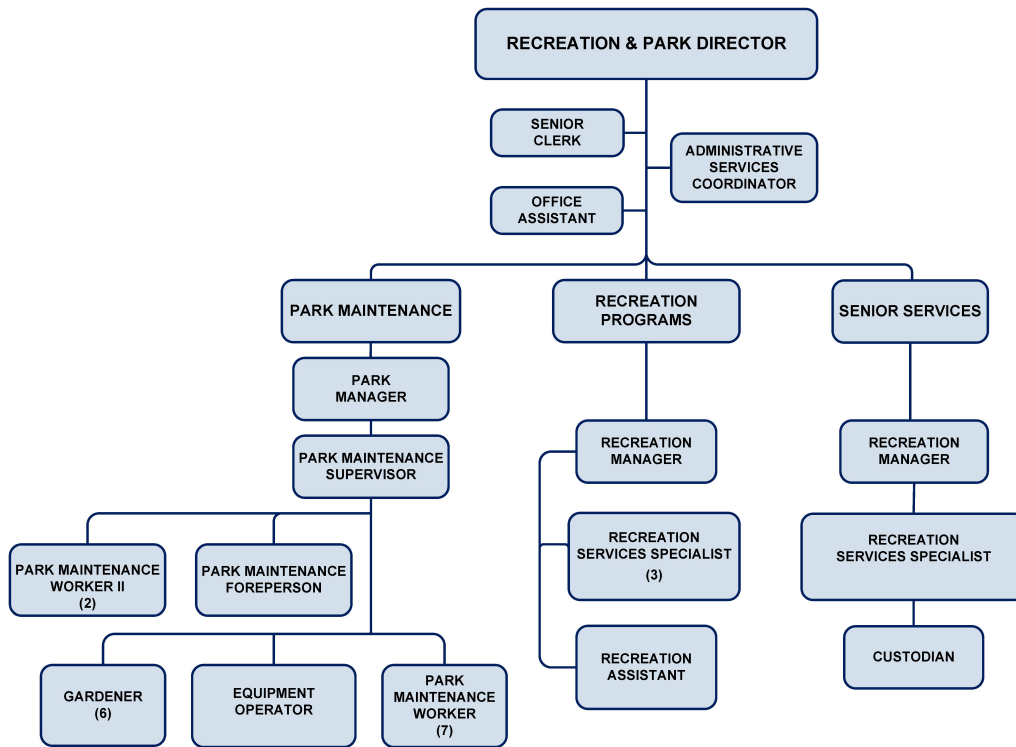 RECREATION & PARK DIRECTOR
SENIOR
CLERK
ADMINISTRATIVE
SERVICES
COORDINATOR
OFFICE
ASSISTANT
PARK MAINTENANCE
RECREATION
PROGRAMS
SENIOR SERVICES
PARK
MANAGER
PARK MAINTENANCE
SUPERVISOR
RECREATION
MANAGER
RECREATION
MANAGER
PARK MAINTENANCE
WORKER II
(2)
PARK MAINTENANCE
FOREPERSON
RECREATION
SERVICES SPECIALIST
(3)
RECREATION
SERVICES SPECIALIST
GARDENER
(6)
EQUIPMENT
OPERATOR
PARK
MAINTENANCE
WORKER
(7)
RECREATION
ASSISTANT
CUSTODIAN